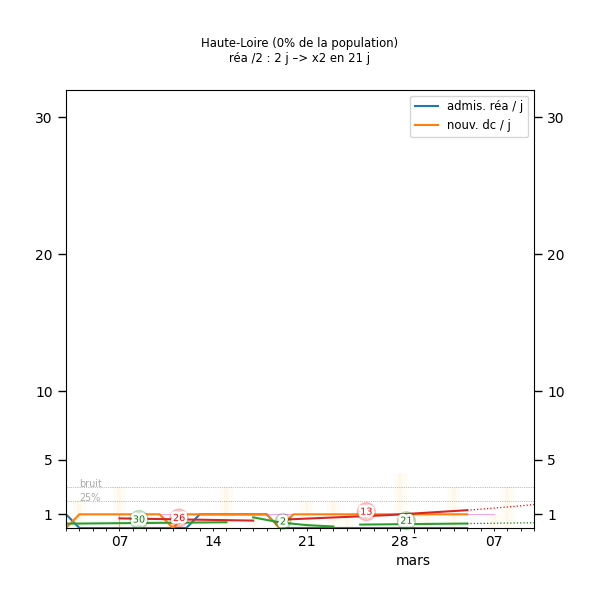 Haute-Loire (0% de la population)
réa /2 : 2 j –> x2 en 21 j
admis. réa / j
nouv. dc / j
30 30
20 20
10 10
5 5
bruit
25%
1 1
30 26 2 13 21
07 14 21 28 07
mars